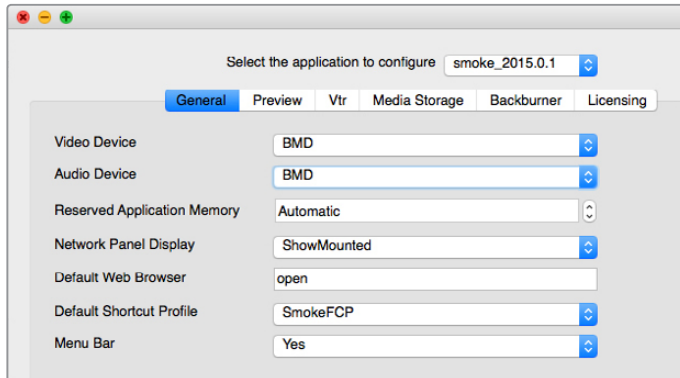 Select the application to configure smoke_2015.0.1
General Preview Vtr Media Storage Backburner Licensing
Video Device BMD
Audio Device BMD
Reserved Application Memory Automatic
Network Panel Display ShowMounted
Default Web Browser open
Default Shortcut Profile SmokeFCP
Menu Bar Yes